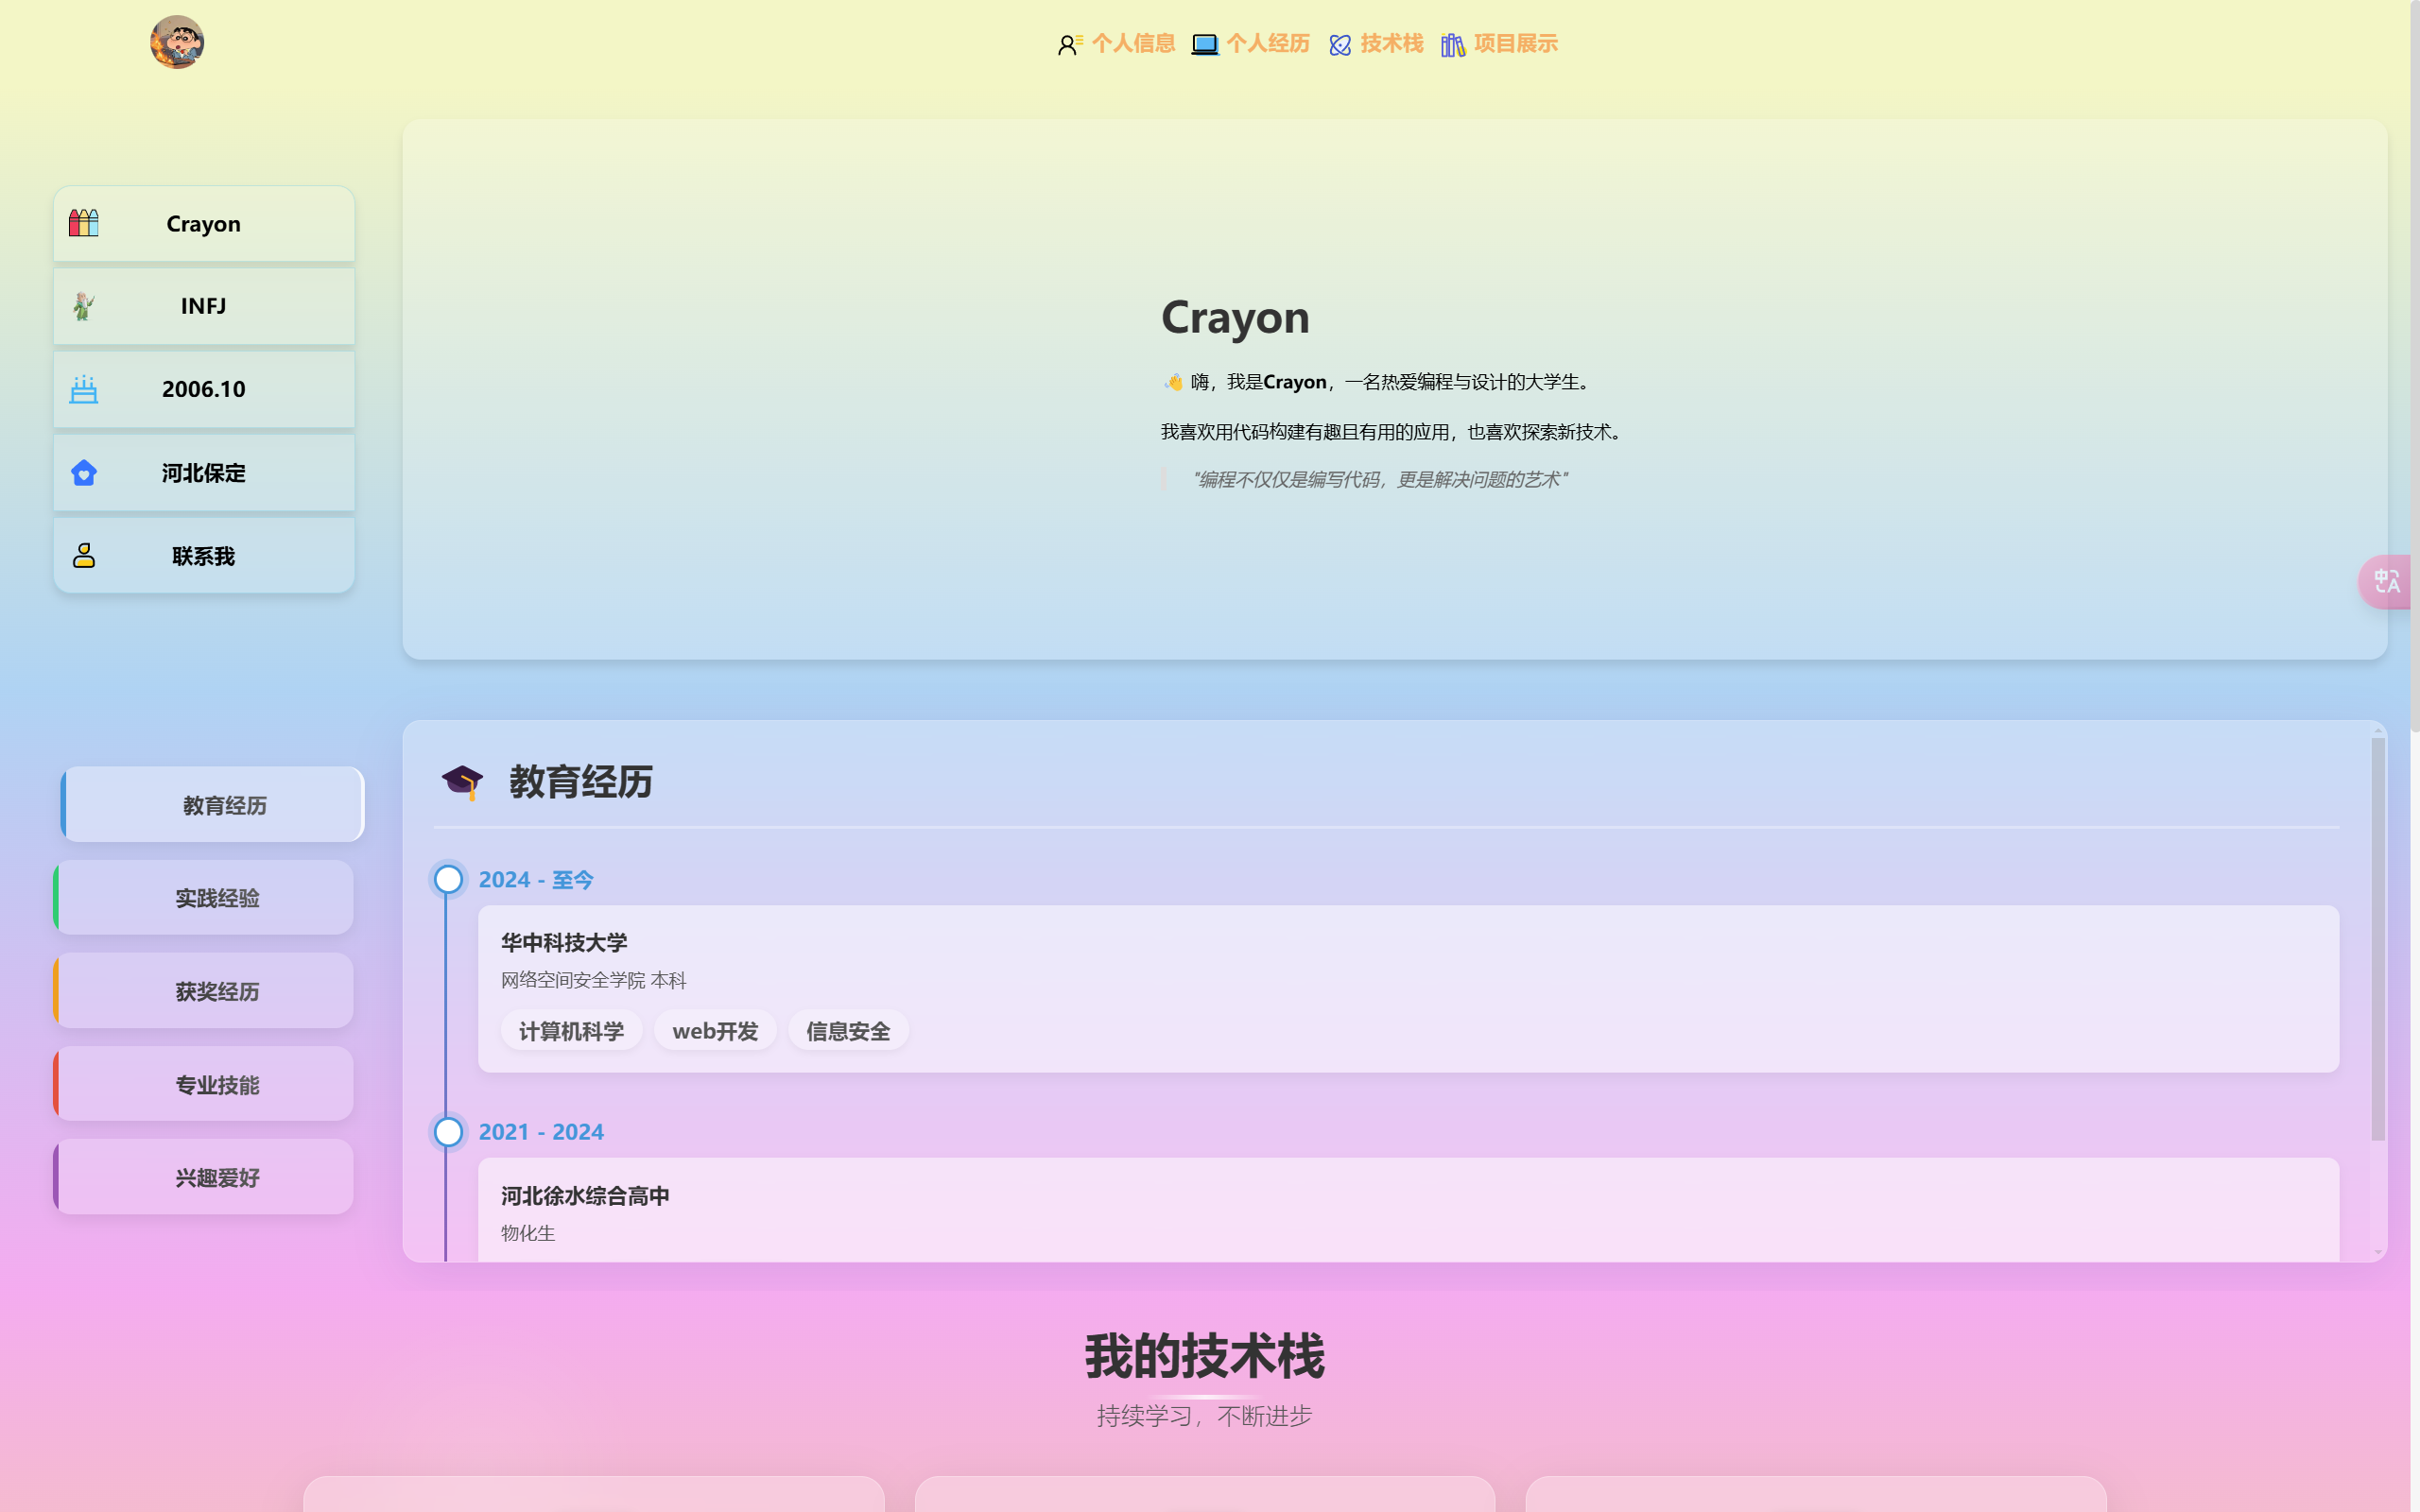 个人信息 个人经历 技术栈 项目展示
Crayon
INFJ
2006.10
河北保定
联系我
Crayon
👋 嗨，我是Crayon，一名热爱编程与设计的大学生。
我喜欢用代码构建有趣且有用的应用，也喜欢探索新技术。
"编程不仅仅是编写代码，更是解决问题的艺术"
中A
教育经历
实践经验
获奖经历
专业技能
兴趣爱好
教育经历
2024 - 至今
华中科技大学
网络空间安全学院 本科
计算机科学 web开发 信息安全
2021 - 2024
河北徐水综合高中
物化生
我的技术栈
持续学习，不断进步